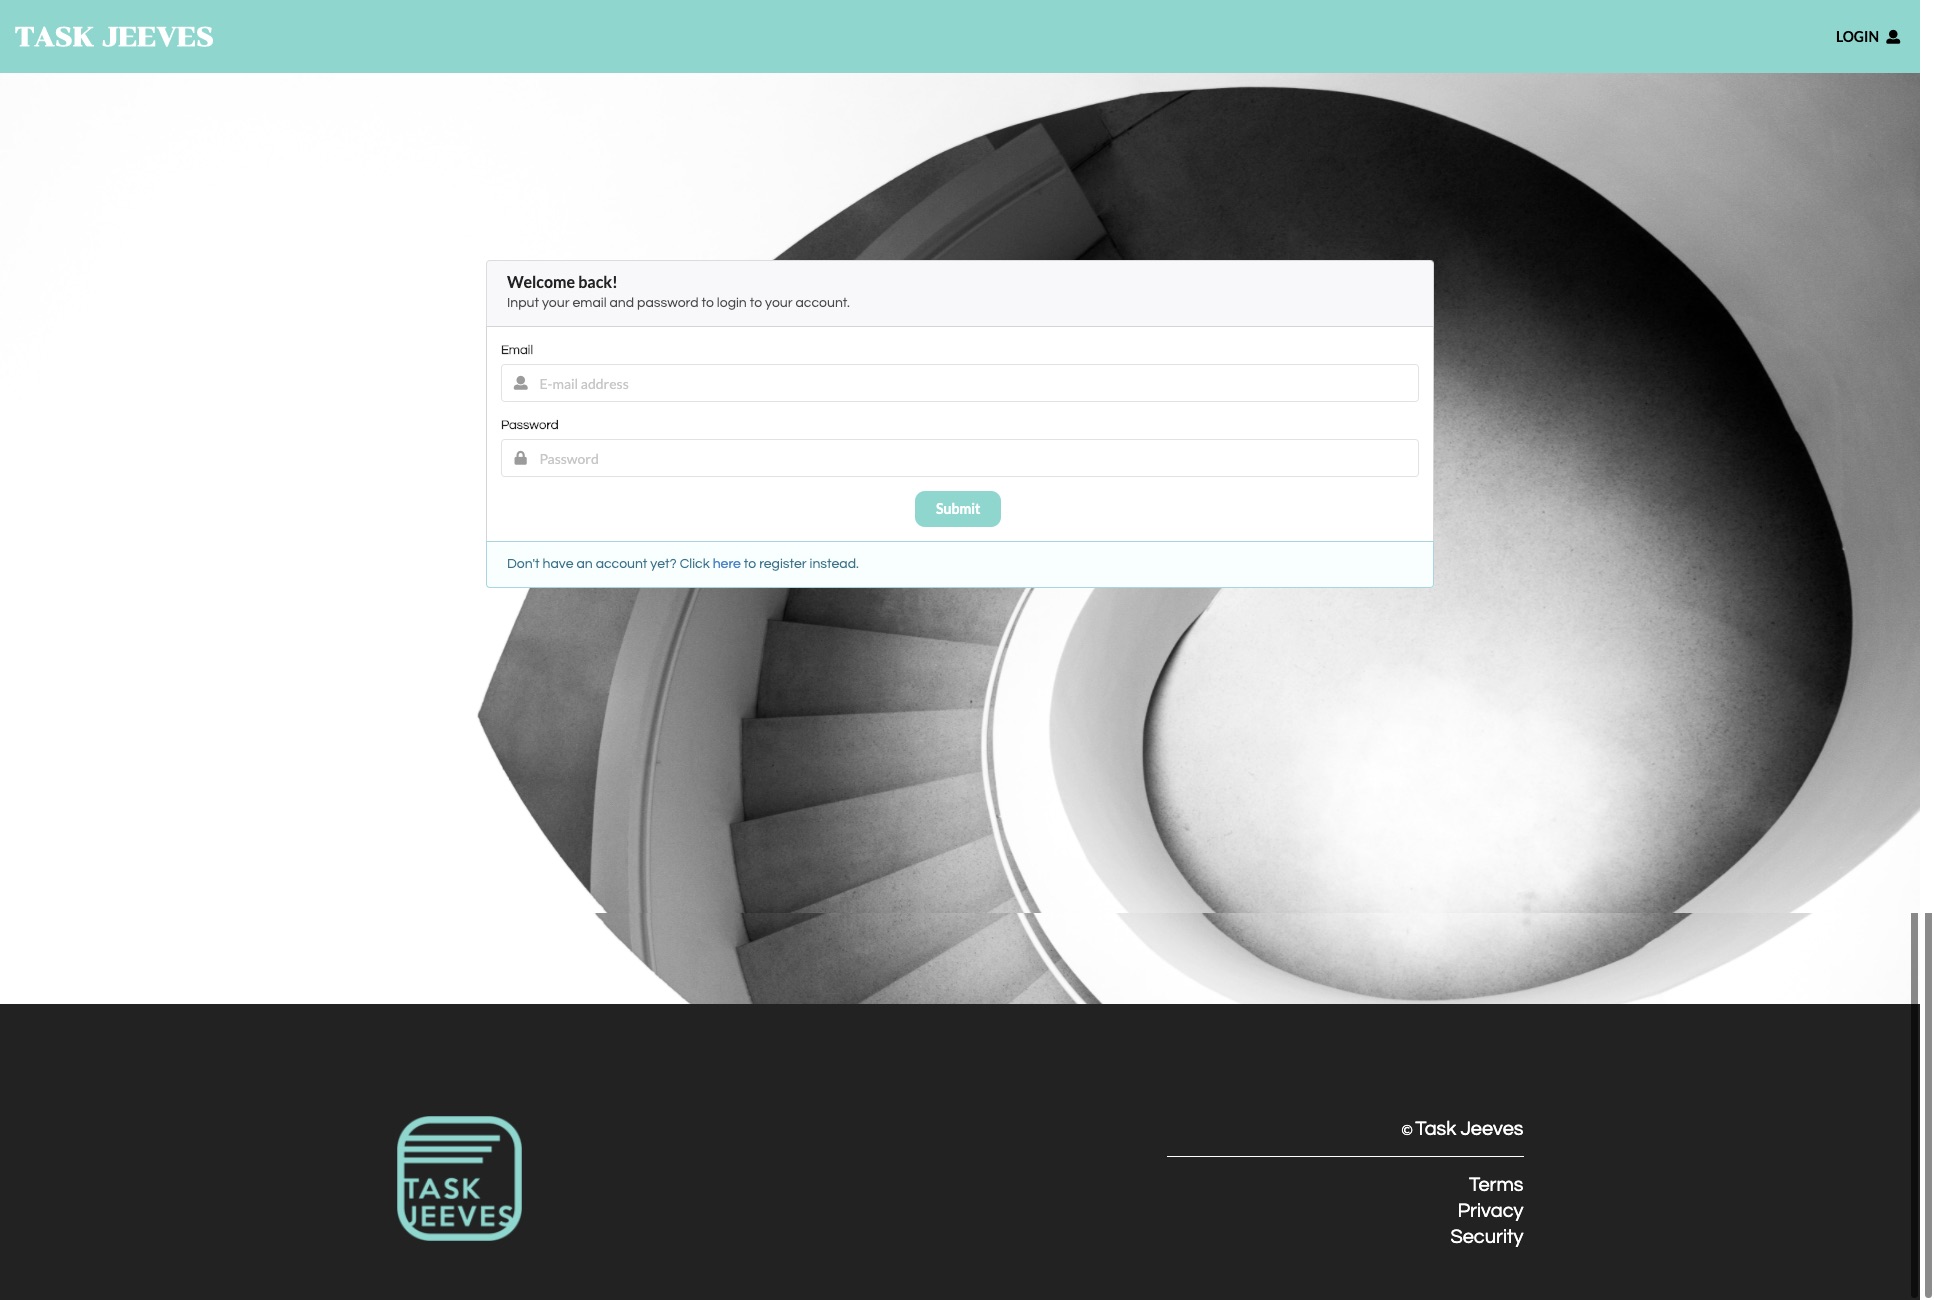 TASK JEEVES
LOGIN
Welcome back!
Input your email and password to login to your account.
Email
E-mail address
Password
Password
Submit
Don't have an account yet? Click here to register instead.
TASK
JEEVES
© Task Jeeves
Terms
Privacy
Security